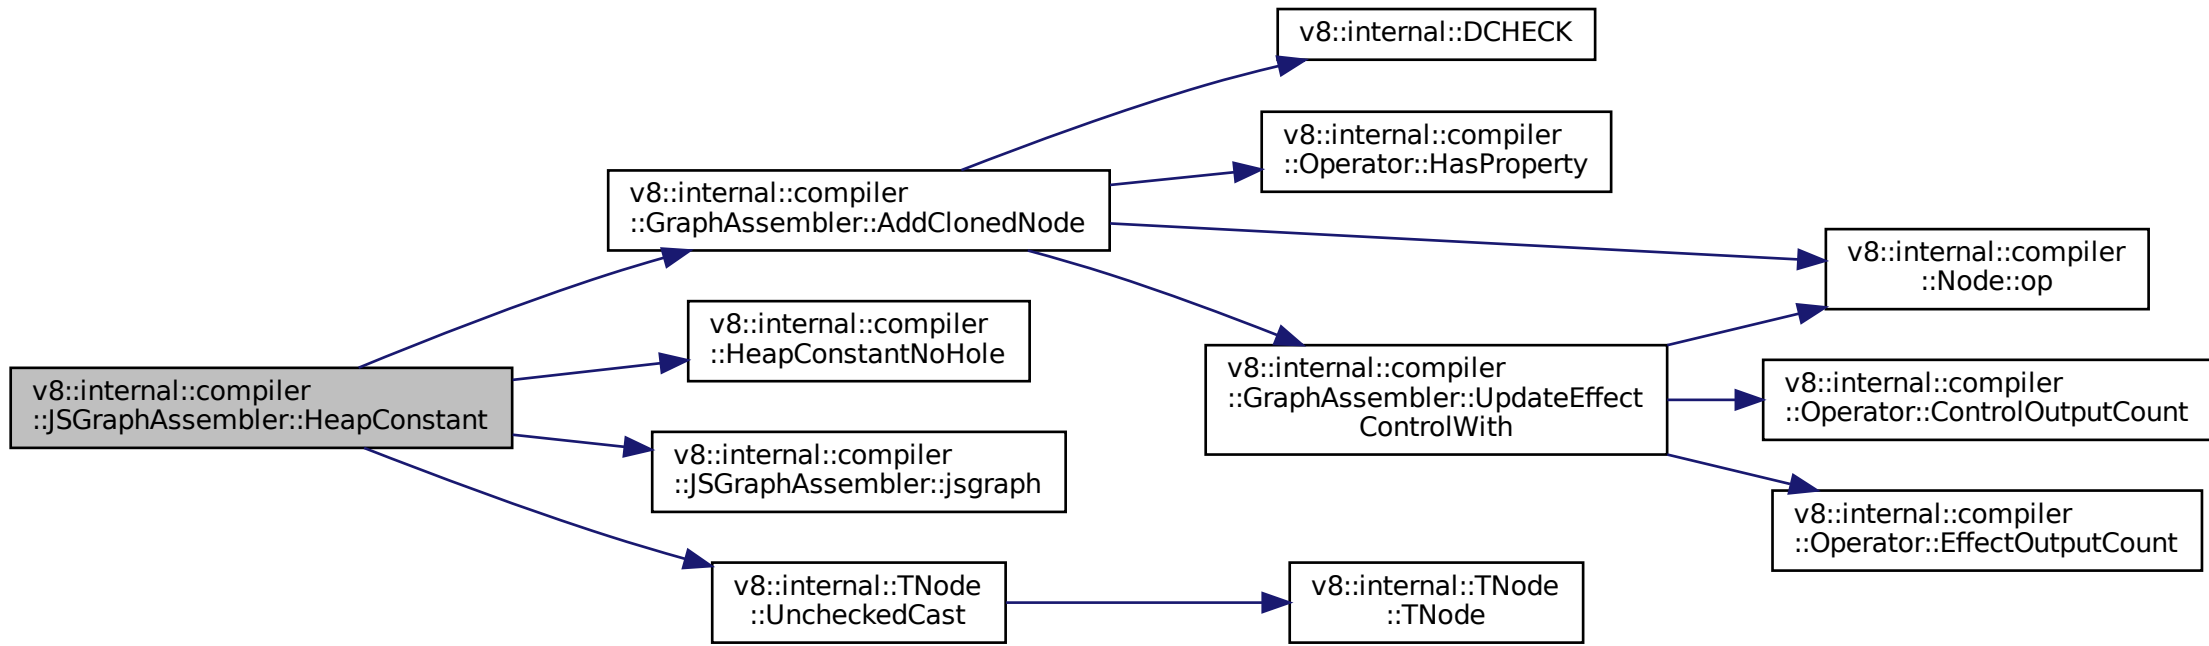 v8::internal::compiler
::JSGraphAssembler::HeapConstant
v8::internal::compiler
::GraphAssembler::AddClonedNode
v8::internal::DCHECK
v8::internal::compiler
::Operator::HasProperty
v8::internal::compiler
::Node::op
v8::internal::compiler
::GraphAssembler::UpdateEffect
ControlWith
v8::internal::compiler
::Operator::ControlOutputCount
v8::internal::compiler
::Operator::EffectOutputCount
v8::internal::compiler
::HeapConstantNoHole
v8::internal::compiler
::JSGraphAssembler::jsgraph
v8::internal::TNode
::UncheckedCast
v8::internal::TNode
::TNode